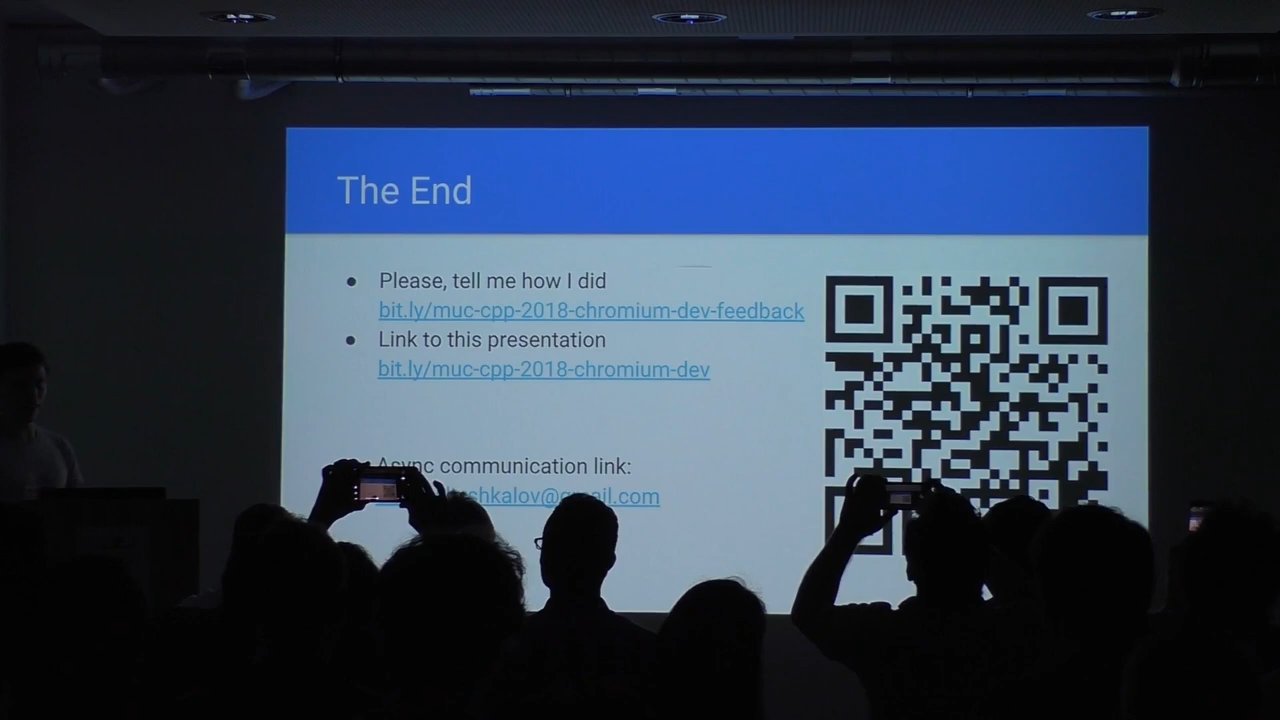 The End
Please, tell me how I did
bit.ly/muc-cpp-2018-chromium-dev-feedback
Link to this presentation
bit.ly/muc-cpp-2018-chromium-dev
Async communication link: